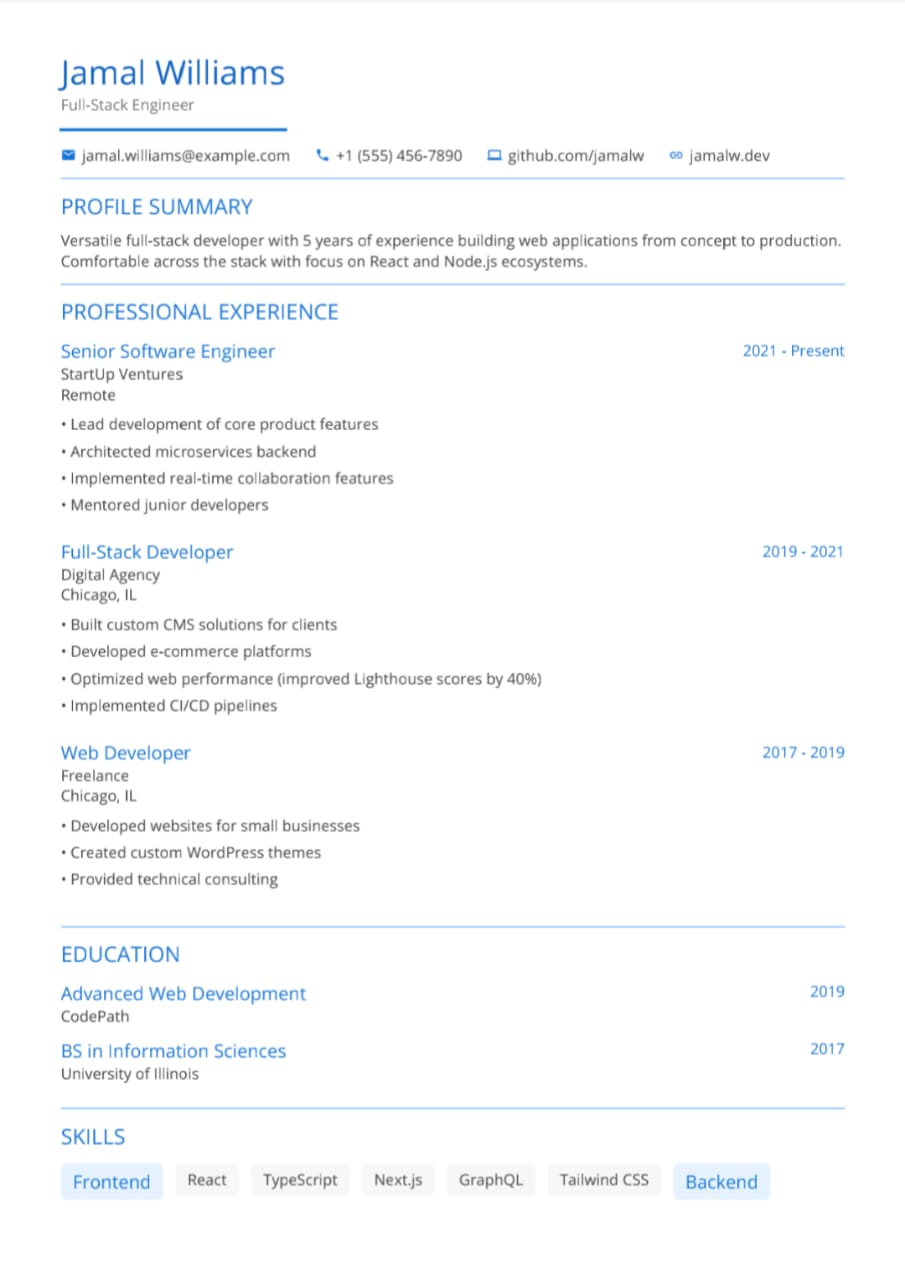 Jamal Williams
Full-Stack Engineer
jamal.williams@example.com +1 (555) 456-7890 github.com/jamalw jamalw.dev
PROFILE SUMMARY
Versatile full-stack developer with 5 years of experience building web applications from concept to production.
Comfortable across the stack with focus on React and Node.js ecosystems.
PROFESSIONAL EXPERIENCE
Senior Software Engineer 2021 - Present
StartUp Ventures
Remote
• Lead development of core product features
• Architected microservices backend
• Implemented real-time collaboration features
• Mentored junior developers
Full-Stack Developer 2019 - 2021
Digital Agency
Chicago, IL
• Built custom CMS solutions for clients
• Developed e-commerce platforms
• Optimized web performance (improved Lighthouse scores by 40%)
• Implemented CI/CD pipelines
Web Developer 2017 - 2019
Freelance
Chicago, IL
• Developed websites for small businesses
• Created custom WordPress themes
• Provided technical consulting
EDUCATION
Advanced Web Development 2019
CodePath
BS in Information Sciences 2017
University of Illinois
SKILLS
Frontend React TypeScript Next.js GraphQL Tailwind CSS Backend